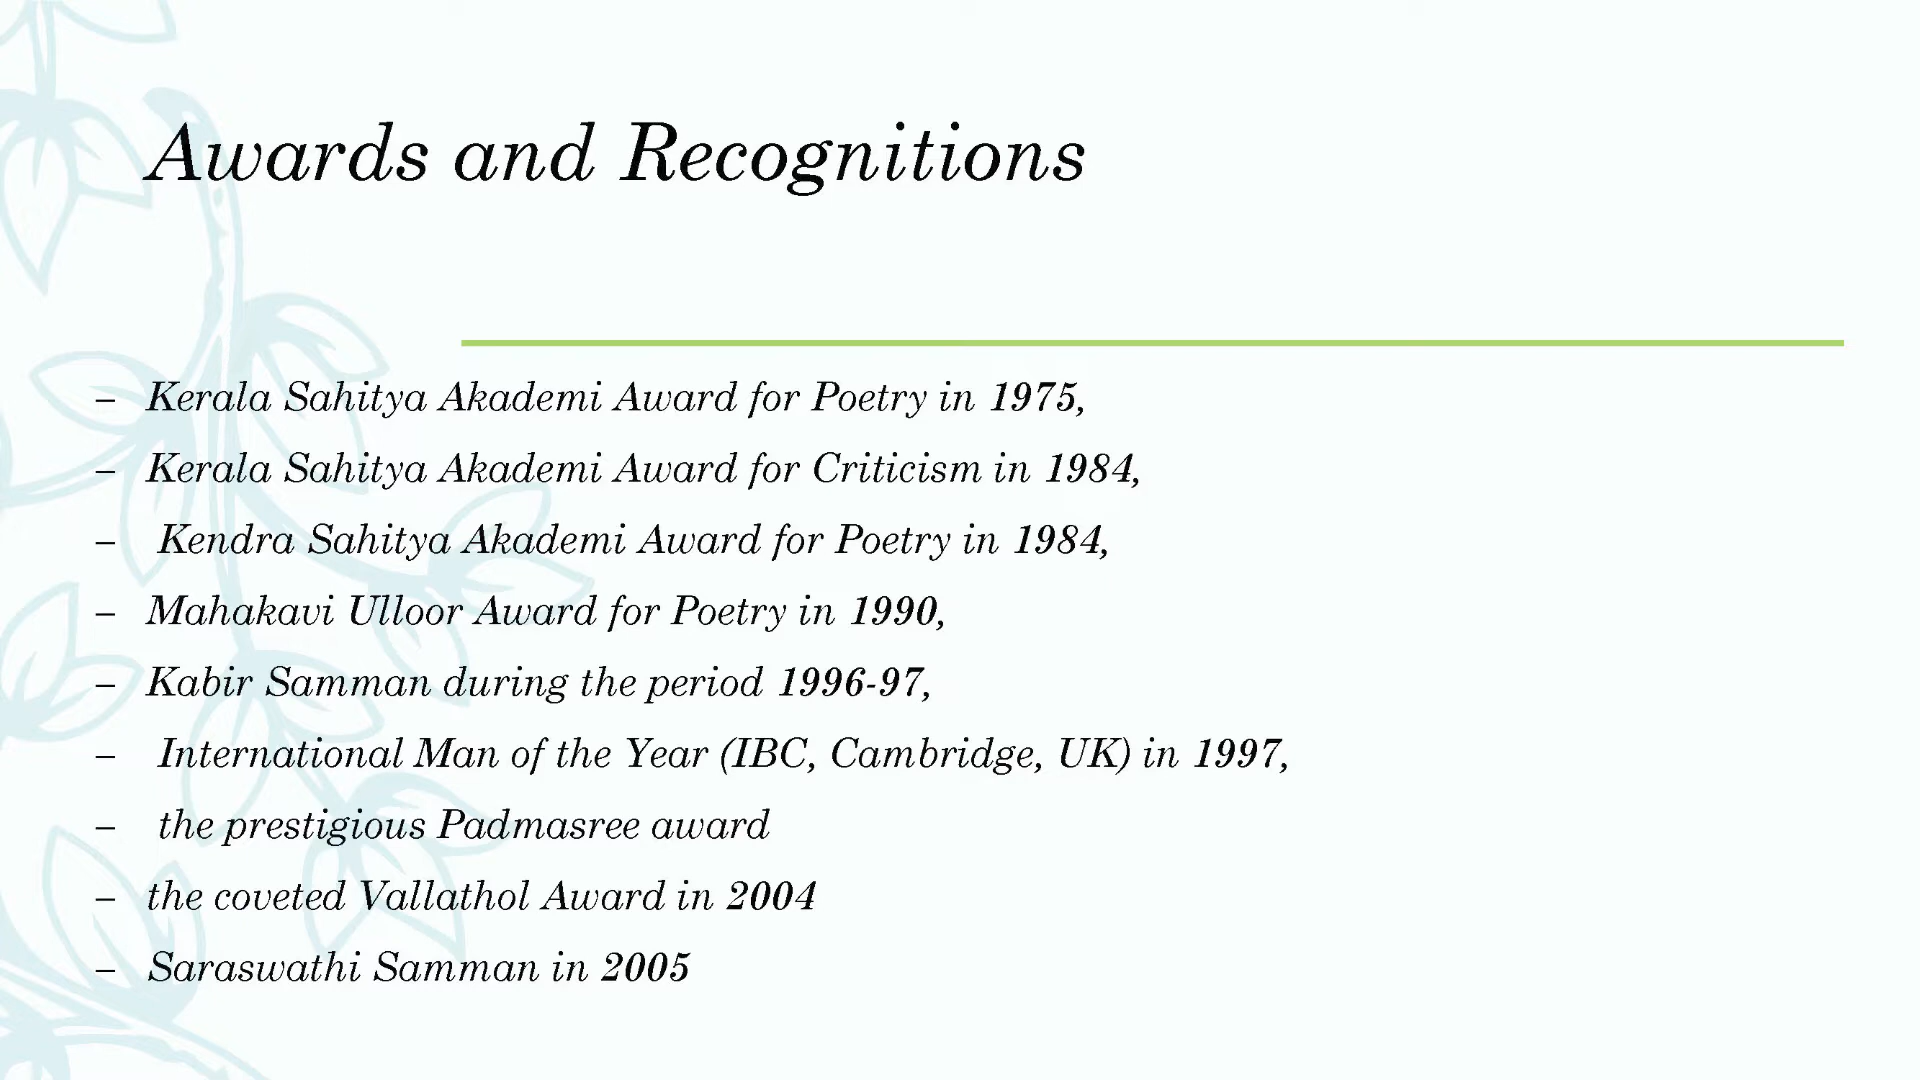 Awards and Recognitions
– Kerala Sahitya Akademi Award for Poetry in 1975,
– Kerala Sahitya Akademi Award for Criticism in 1984,
– Kendra Sahitya Akademi Award for Poetry in 1984,
– Mahakavi Ulloor Award for Poetry in 1990,
– Kabir Samman during the period 1996-97,
– International Man of the Year (IBC, Cambridge, UK) in 1997,
– the prestigious Padmasree award
– the coveted Vallathol Award in 2004
– Saraswathi Samman in 2005